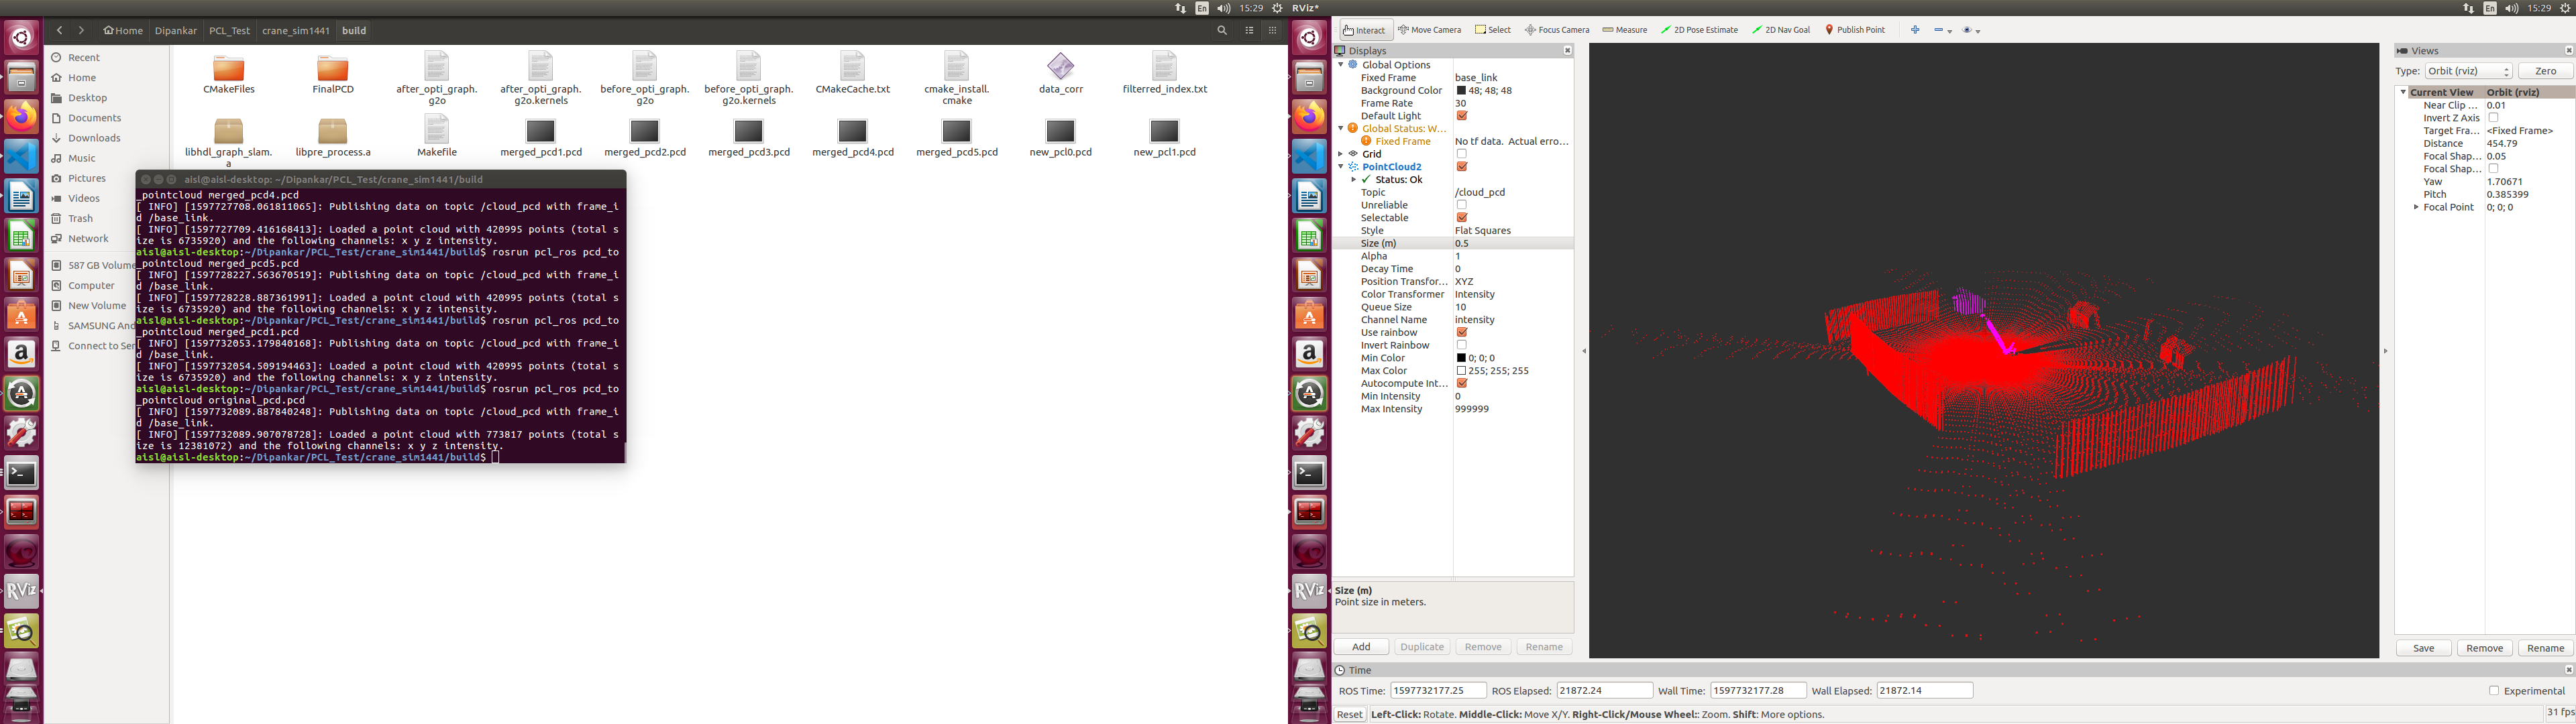 En 15:29
Home Dipankar PCL_Test crane_sim1441 build
Recent
Home
Desktop
Documents
Downloads
Music
Pictures
Videos
Trash
Network
587 GB Volume
Computer
New Volume
SAMSUNG And
Connect to Ser
CMakeFiles
FinalPCD
after_opti_graph.
g2o
after_opti_graph.
g2o.kernels
before_opti_graph.
g2o
before_opti_graph.
g2o.kernels
CMakeCache.txt
cmake_install.
cmake
data_corr
filterred_index.txt
libhdl_graph_slam.
a
libpre_process.a
Makefile
merged_pcd1.pcd
merged_pcd2.pcd
merged_pcd3.pcd
merged_pcd4.pcd
merged_pcd5.pcd
new_pcl0.pcd
new_pcl1.pcd
aisl@aisl-desktop: ~/Dipankar/PCL_Test/crane_sim1441/build
_pointcloud merged_pcd4.pcd
[ INFO] [1597727708.061811065]: Publishing data on topic /cloud_pcd with frame_i
d /base_link.
[ INFO] [1597727709.416168413]: Loaded a point cloud with 420995 points (total s
ize is 6735920) and the following channels: x y z intensity.
aisl@aisl-desktop:~/Dipankar/PCL_Test/crane_sim1441/build$ rosrun pcl_ros pcd_to
_pointcloud merged_pcd5.pcd
[ INFO] [1597728227.563670519]: Publishing data on topic /cloud_pcd with frame_i
d /base_link.
[ INFO] [1597728228.887361991]: Loaded a point cloud with 420995 points (total s
ize is 6735920) and the following channels: x y z intensity.
aisl@aisl-desktop:~/Dipankar/PCL_Test/crane_sim1441/build$ rosrun pcl_ros pcd_to
_pointcloud merged_pcd1.pcd
[ INFO] [1597732053.179840168]: Publishing data on topic /cloud_pcd with frame_i
d /base_link.
[ INFO] [1597732054.509194463]: Loaded a point cloud with 420995 points (total s
ize is 6735920) and the following channels: x y z intensity.
aisl@aisl-desktop:~/Dipankar/PCL_Test/crane_sim1441/build$ rosrun pcl_ros pcd_to
_pointcloud original_pcd.pcd
[ INFO] [1597732089.887840248]: Publishing data on topic /cloud_pcd with frame_i
d /base_link.
[ INFO] [1597732089.907078728]: Loaded a point cloud with 773817 points (total s
ize is 12381072) and the following channels: x y z intensity.
aisl@aisl-desktop:~/Dipankar/PCL_Test/crane_sim1441/build$
RViz* En 15:29
Interact Move Camera Select Focus Camera Measure 2D Pose Estimate 2D Nav Goal Publish Point
Displays
Global Options
Fixed Frame base_link
Background Color 48; 48; 48
Frame Rate 30
Default Light
Global Status: W...
Fixed Frame No tf data. Actual erro...
Grid
PointCloud2
Status: Ok
Topic /cloud_pcd
Unreliable
Selectable
Style Flat Squares
Size (m) 0.5
Alpha 1
Decay Time 0
Position Transfor... XYZ
Color Transformer Intensity
Queue Size 10
Channel Name intensity
Use rainbow
Invert Rainbow
Min Color 0; 0; 0
Max Color 255; 255; 255
Autocompute Int...
Min Intensity 0
Max Intensity 999999
Size (m)
Point size in meters.
Add Duplicate Remove Rename
Views
Type: Orbit (rviz) Zero
Current View Orbit (rviz)
Near Clip ... 0.01
Invert Z Axis
Target Fra... <Fixed Frame>
Distance 454.79
Focal Shap... 0.05
Focal Shap...
Yaw 1.70671
Pitch 0.385399
Focal Point 0; 0; 0
Save Remove Rename
Time
ROS Time: 1597732177.25 ROS Elapsed: 21872.24 Wall Time: 1597732177.28 Wall Elapsed: 21872.14 Experimental
Reset Left-Click: Rotate. Middle-Click: Move X/Y. Right-Click/Mouse Wheel:: Zoom. Shift: More options. 31 fps
RViz
RViz